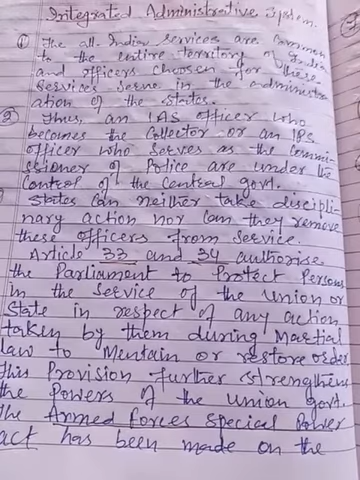 Integrated Administrative System.
① The all India Services are common
to the entire territory of India
and officers choosen for these
services serve in the administr
ation of the states.
② Thus, an IAS officer who
becomes the Collector or an IPS
officer who serves as the Commi-
ssioner of Police are under the
control of the central govt.
States can neither take discipli-
nary action nor can they remove
these officers from service.
Article 33 and 34 authorise
the Parliament to Protect Persons
in the service of the union or
state in respect of any action
taken by them during Martial
law to Mentain or restore order
This Provision further strengthens
the Powers of the union govt.
The Armed forces special Power
act has been made on the